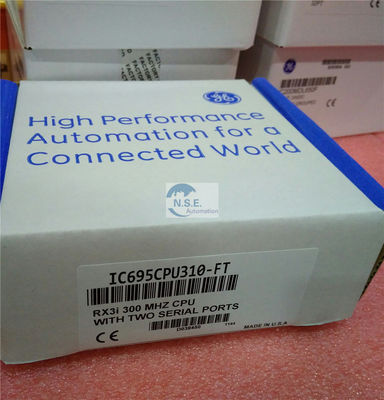 High Performance
Automation for a
Connected World
N.S.E.
Automation
IC695CPU310-FT
RX3i 300 MHZ CPU
WITH TWO SERIAL PORTS
CE
MADE IN U.S.A